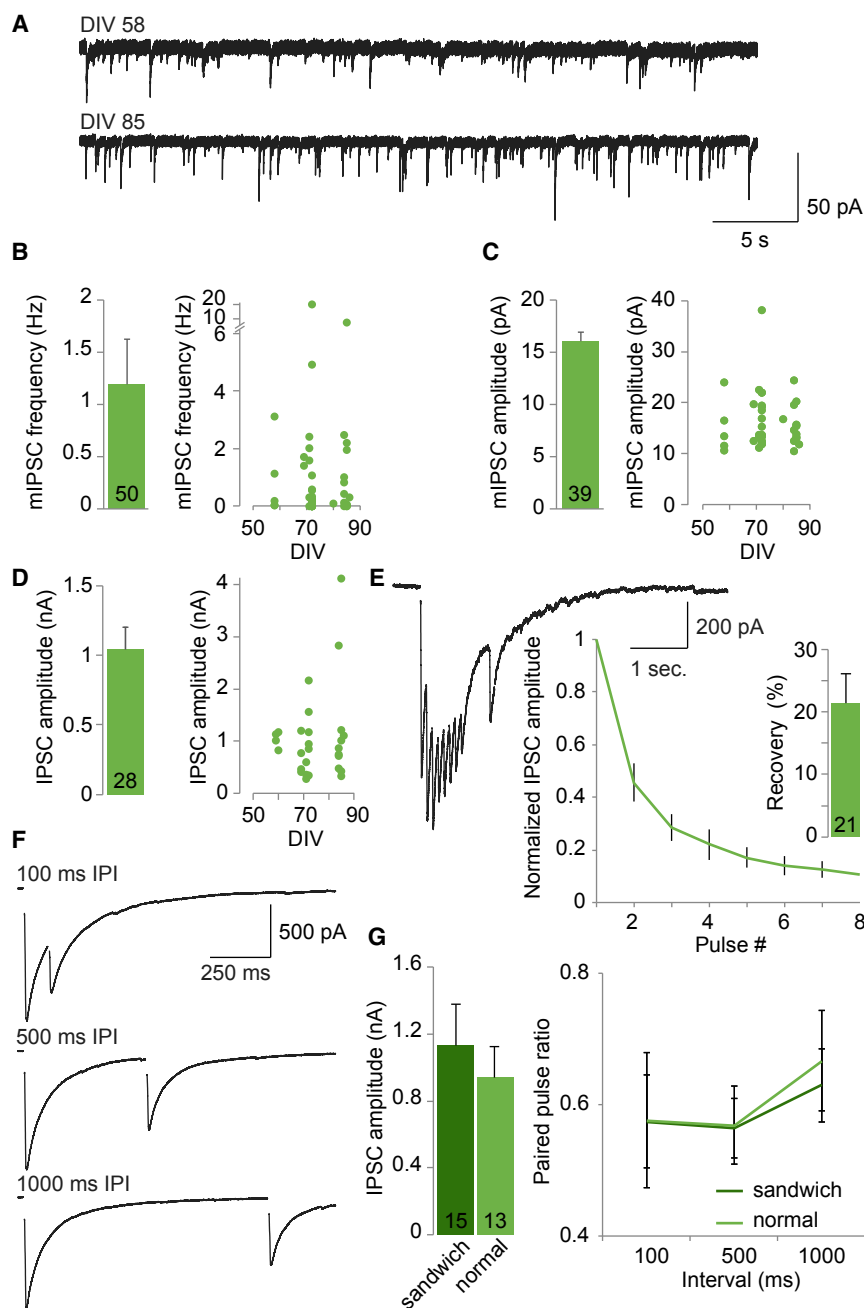 A
DIV 58
DIV 85
50 pA
5 s
B
mIPSC frequency (Hz)
2
1.5
1
0.5
0
50
mIPSC frequency (Hz)
20
10
6
4
2
0
50 70 90
DIV
C
mIPSC amplitude (pA)
20
15
10
5
0
39
mIPSC amplitude (pA)
40
30
20
10
0
50 70 90
DIV
D
IPSC amplitude (nA)
1.5
1
0.5
0
28
IPSC amplitude (nA)
4
3
2
1
0
50 70 90
DIV
E
200 pA
1 sec.
Normalized IPSC amplitude
1
0.8
0.6
0.4
0.2
0
2 4 6 8
Pulse #
Recovery (%)
30
20
10
0
21
F
100 ms IPI
500 pA
250 ms
500 ms IPI
1000 ms IPI
G
IPSC amplitude (nA)
1.6
1.2
0.8
0.4
0
15
13
sandwich
normal
Paired pulse ratio
0.8
0.6
0.4
sandwich
normal
100 500 1000
Interval (ms)